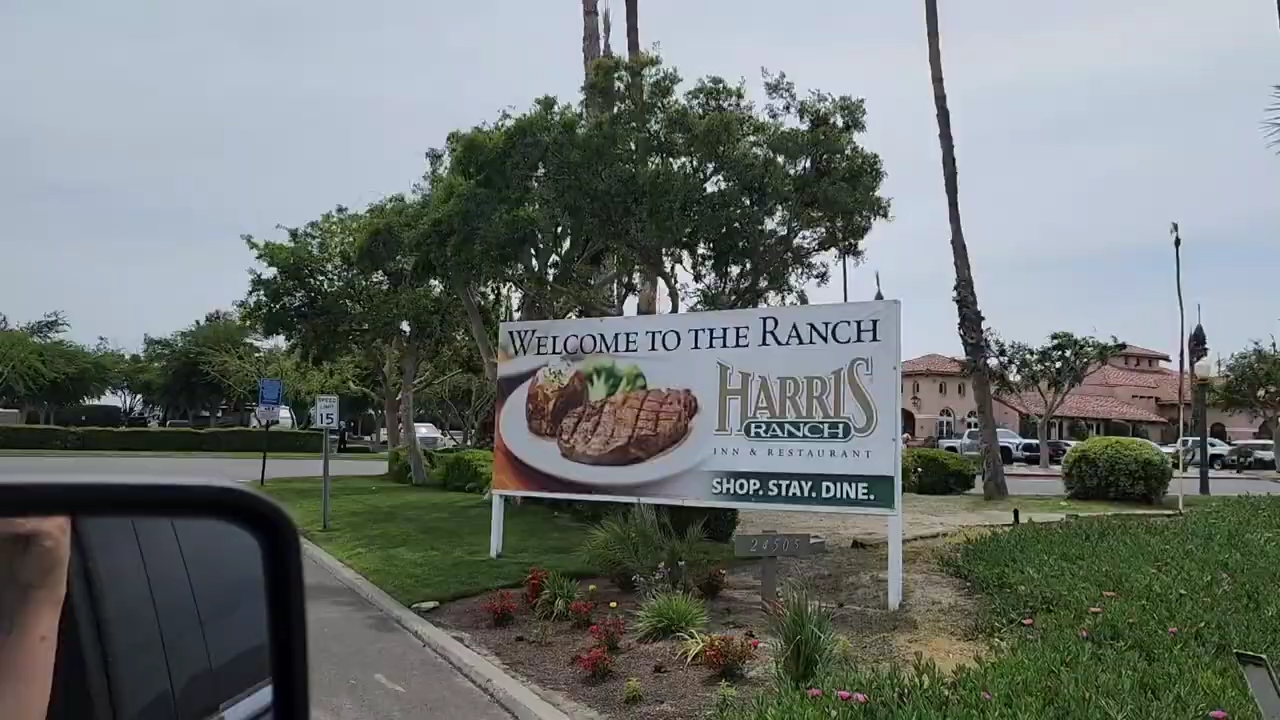 WELCOME TO THE RANCH
HARRIS
RANCH
INN & RESTAURANT
SHOP. STAY. DINE.
SPEED
LIMIT
15
24505